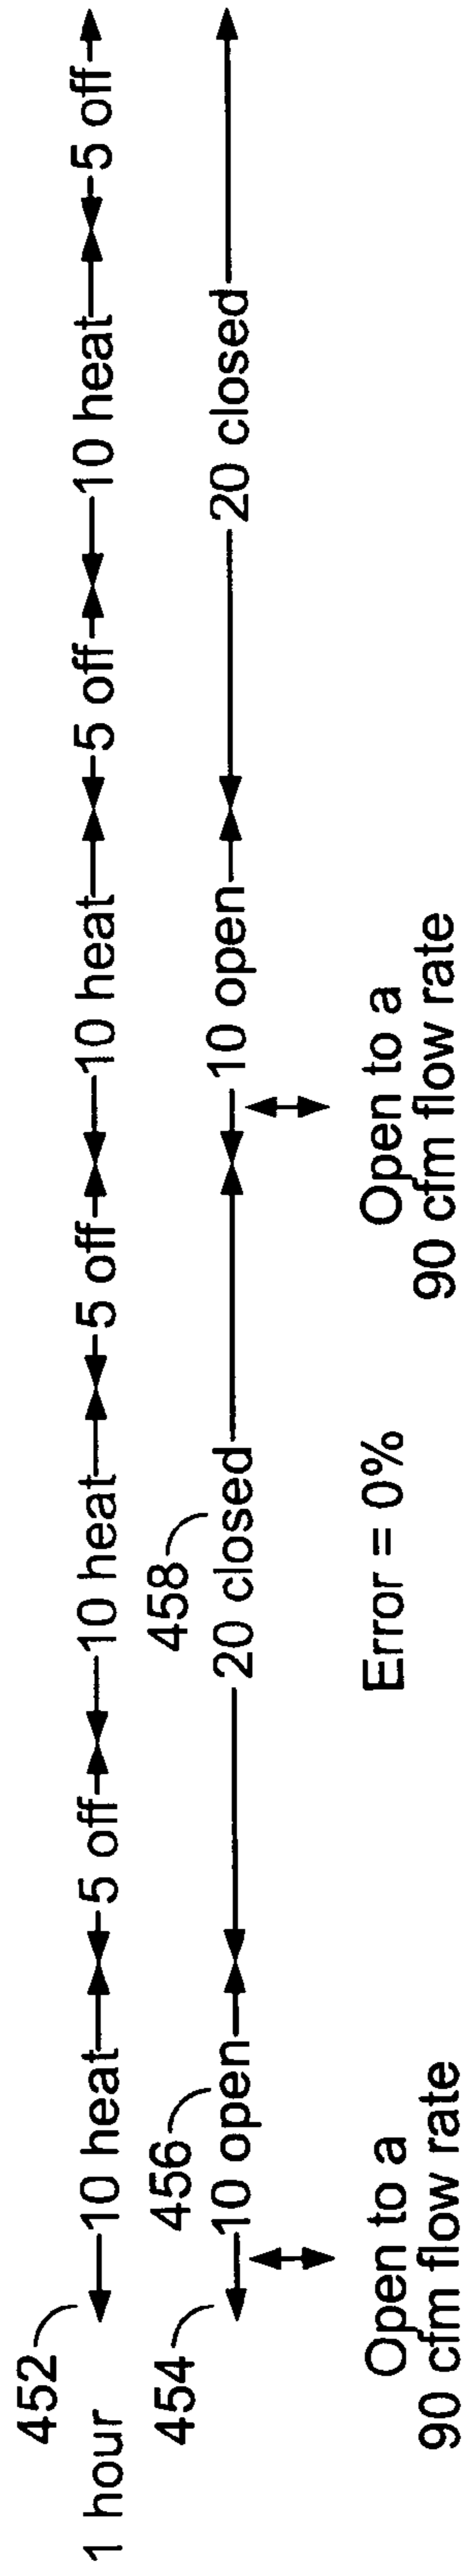 452
1 hour
10 heat 5 off 10 heat 5 off 10 heat 5 off 10 heat 5 off
454
456
458
10 open 20 closed 10 open 20 closed
Open to a
90 cfm flow rate
Error = 0%
Open to a
90 cfm flow rate